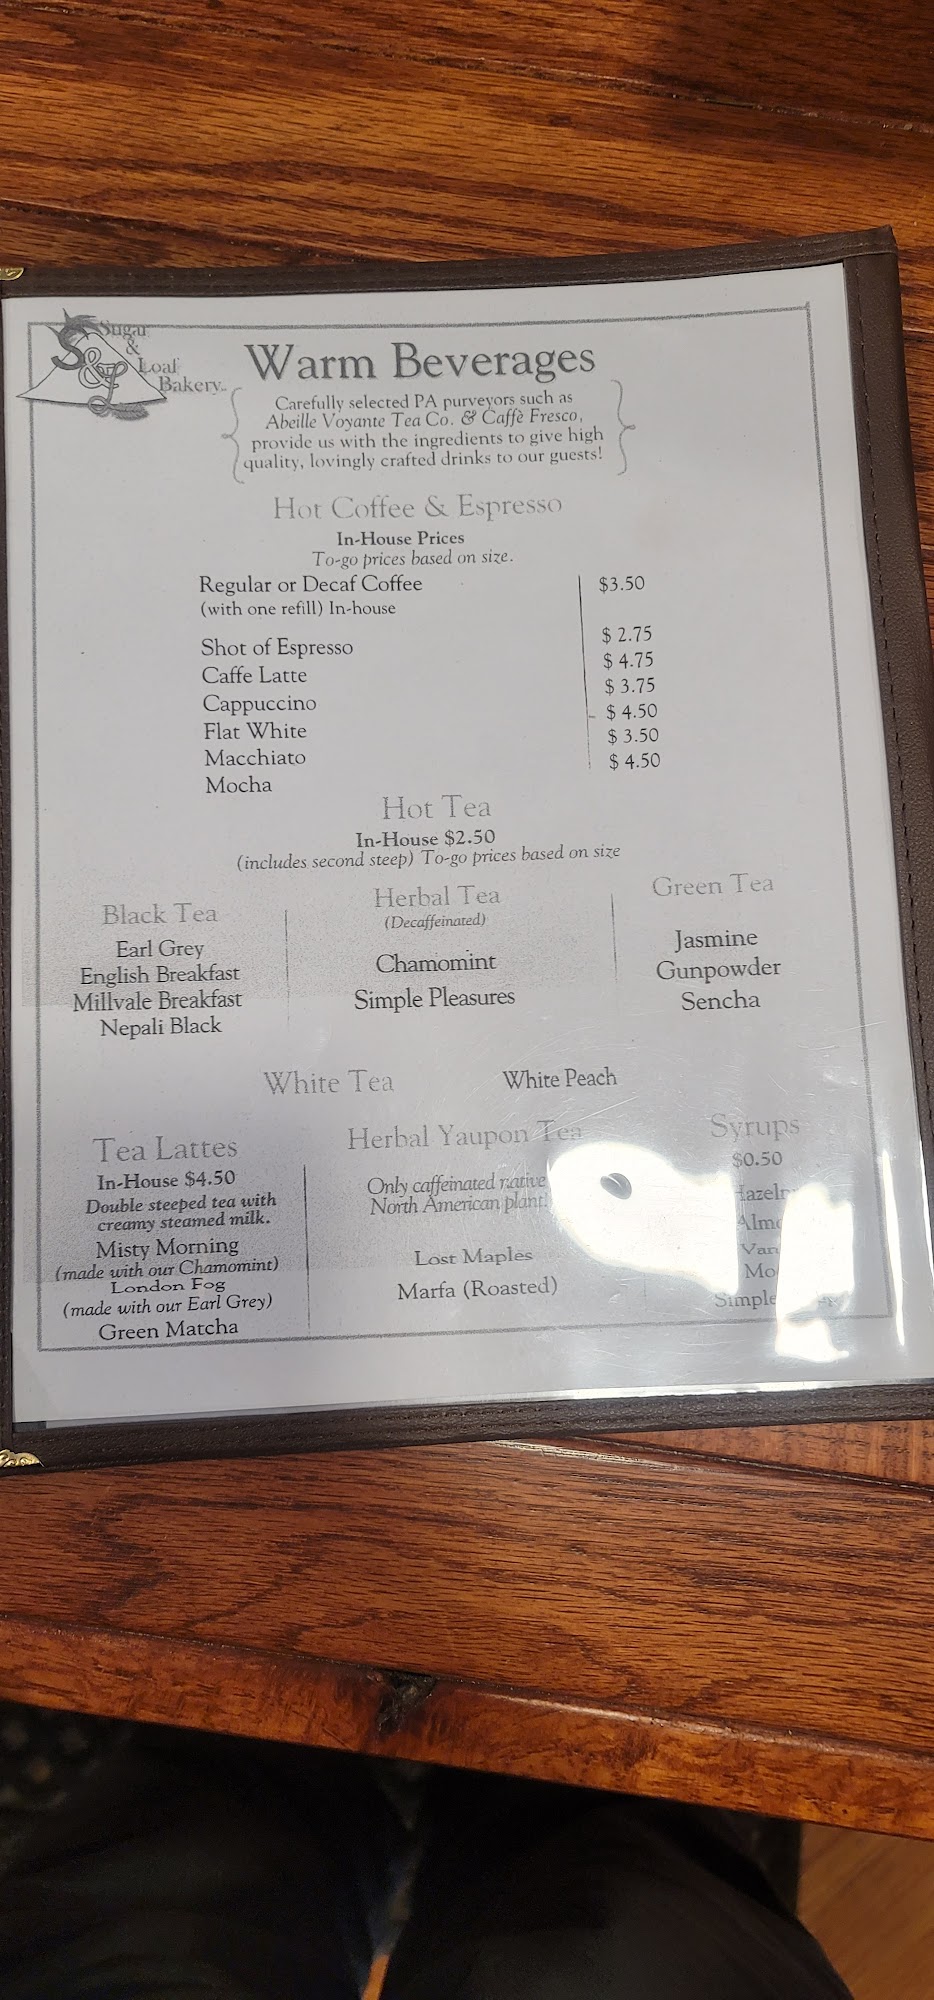 Sugar
&
Loaf
Bakery
S&L
Warm Beverages
Carefully selected PA purveyors such as
Abeille Voyante Tea Co. & Caffè Fresco,
provide us with the ingredients to give high
quality, lovingly crafted drinks to our guests!
Hot Coffee & Espresso
In-House Prices
To-go prices based on size.
Regular or Decaf Coffee $3.50
(with one refill) In-house
Shot of Espresso $ 2.75
Caffe Latte $ 4.75
Cappuccino $ 3.75
Flat White $ 4.50
Macchiato $ 3.50
Mocha $ 4.50
Hot Tea
In-House $2.50
(includes second steep) To-go prices based on size
Black Tea
Earl Grey
English Breakfast
Millvale Breakfast
Nepali Black
Herbal Tea
(Decaffeinated)
Chamomint
Simple Pleasures
Green Tea
Jasmine
Gunpowder
Sencha
White Tea White Peach
Tea Lattes
In-House $4.50
Double steeped tea with
creamy steamed milk.
Misty Morning
(made with our Chamomint)
London Fog
(made with our Earl Grey)
Green Matcha
Herbal Yaupon Tea
Only caffeinated native
North American plant!
Lost Maples
Marfa (Roasted)
Syrups
$0.50
Simple